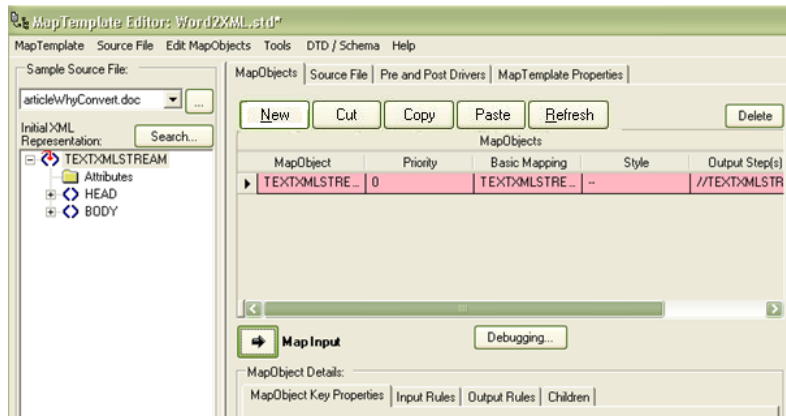 MapTemplate Editor: Word2XML.std*
MapTemplate Source File Edit MapObjects Tools DTD / Schema Help
Sample Source File:
articleWhyConvert.doc
...
Initial XML
Representation:
Search...
TEXTXMLSTREAM
Attributes
HEAD
BODY
MapObjects Source File Pre and Post Drivers MapTemplate Properties
New Cut Copy Paste Refresh Delete
MapObjects
MapObject Priority Basic Mapping Style Output Step(s)
TEXTXMLSTRE... 0 TEXTXMLSTRE... -- //TEXTXMLSTR
Map Input
Debugging...
MapObject Details:
MapObject Key Properties Input Rules Output Rules Children